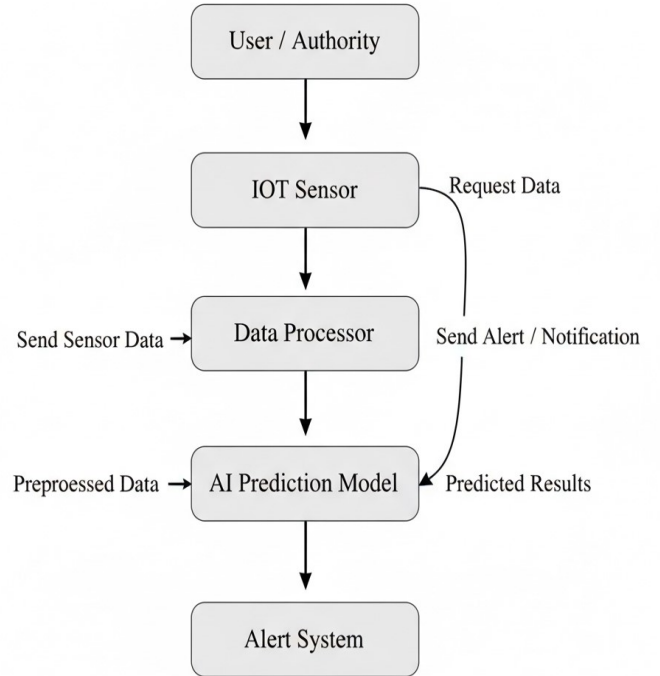 User / Authority
IOT Sensor
Request Data
Send Sensor Data
Data Processor
Send Alert / Notification
Preproessed Data
AI Prediction Model
Predicted Results
Alert System